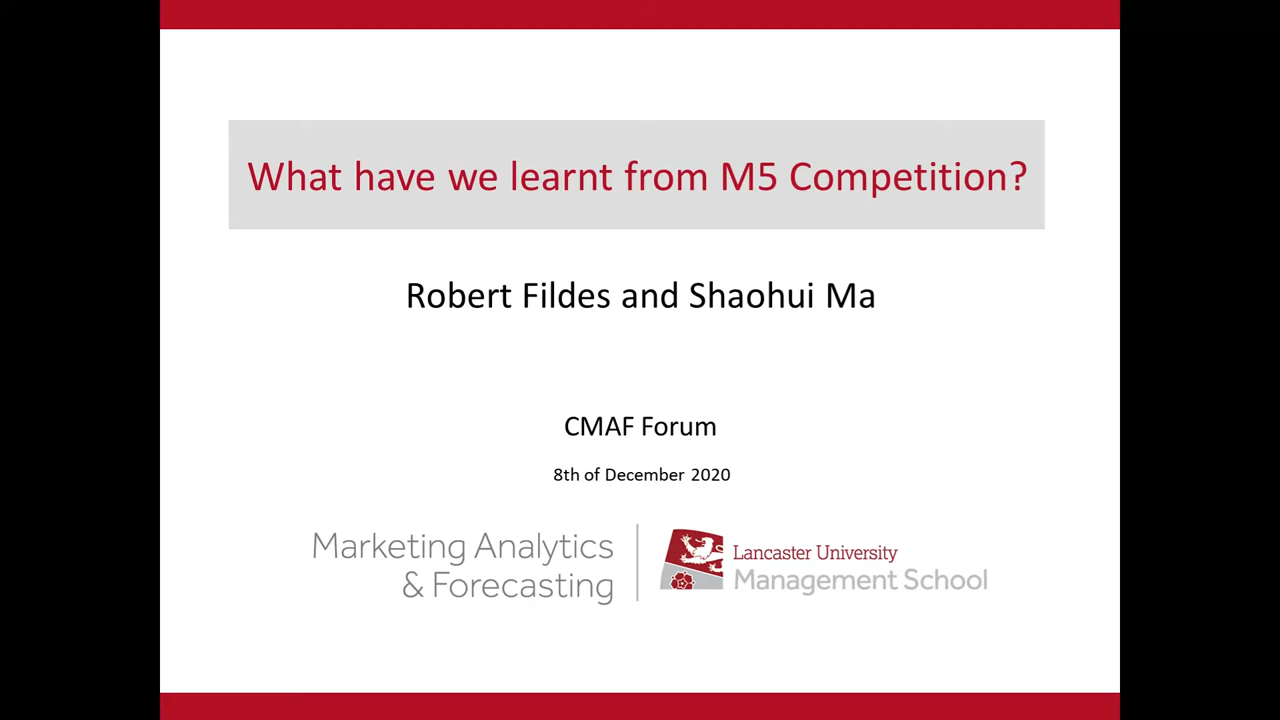 What have we learnt from M5 Competition?
Robert Fildes and Shaohui Ma
CMAF Forum
8th of December 2020
Marketing Analytics
& Forecasting
Lancaster University
Management School